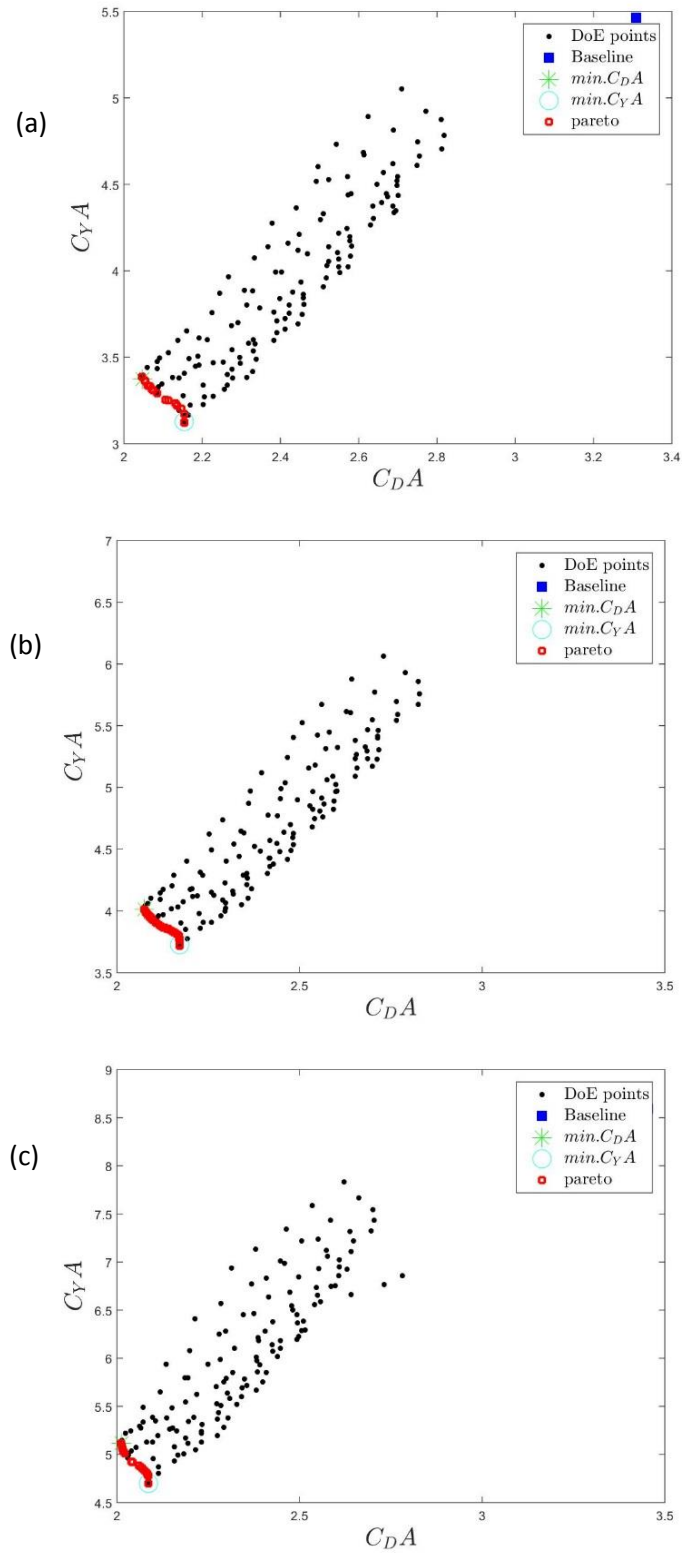 (a)
5.5
5
4.5
4
3.5
3
C_Y A
2
2.2
2.4
2.6
2.8
3
3.2
3.4
C_D A
DoE points
Baseline
min.C_D A
min.C_Y A
pareto
(b)
7
6.5
6
5.5
5
4.5
4
3.5
C_Y A
2
2.5
3
3.5
C_D A
DoE points
Baseline
min.C_D A
min.C_Y A
pareto
(c)
9
8.5
8
7.5
7
6.5
6
5.5
5
4.5
C_Y A
2
2.5
3
3.5
C_D A
DoE points
Baseline
min.C_D A
min.C_Y A
pareto